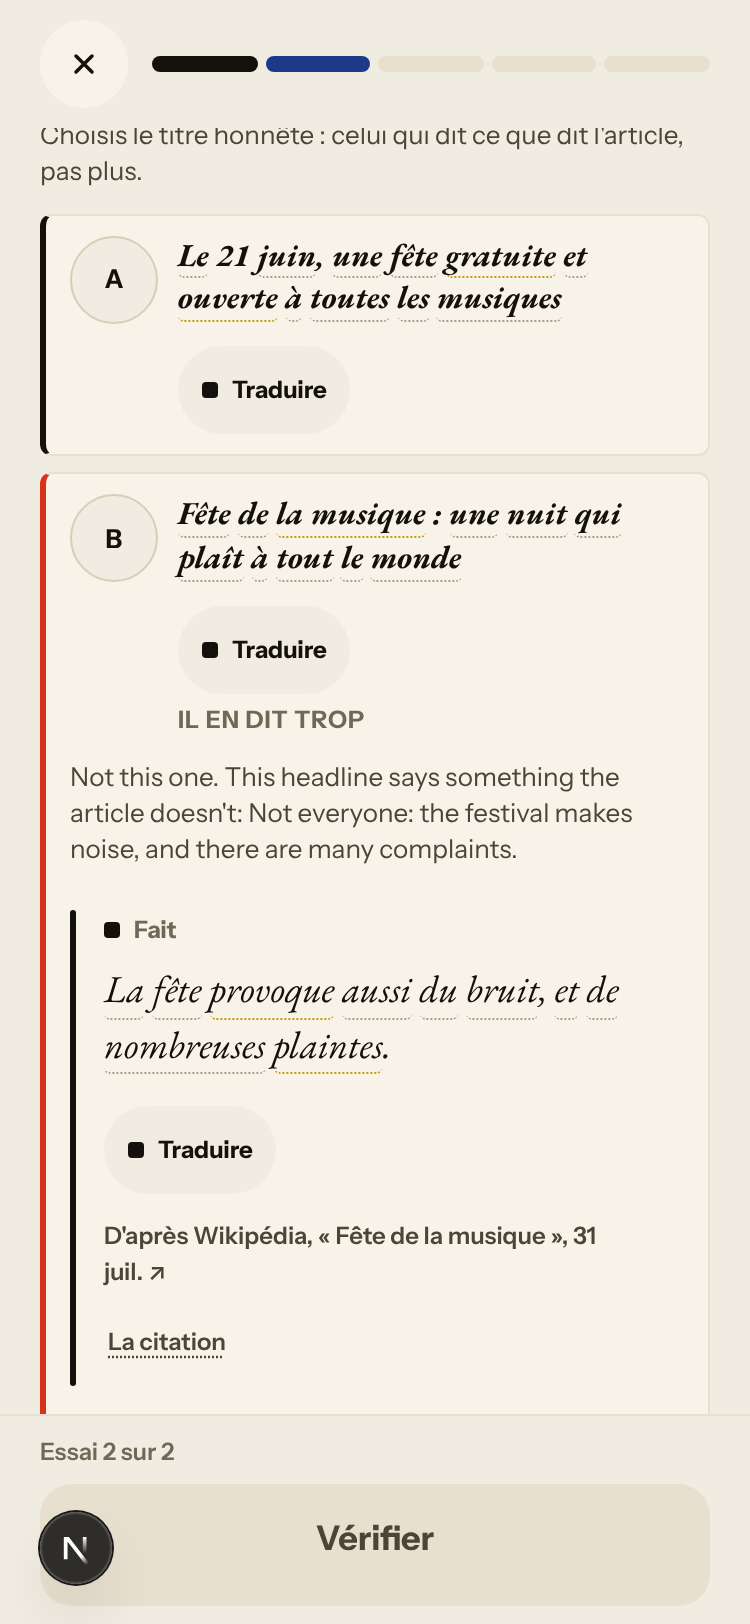 Choisis le titre honnête : celui qui dit ce que dit l'article,
pas plus.
A
Le 21 juin, une fête gratuite et
ouverte à toutes les musiques
Traduire
B
Fête de la musique : une nuit qui
plaît à tout le monde
Traduire
IL EN DIT TROP
Not this one. This headline says something the
article doesn't: Not everyone: the festival makes
noise, and there are many complaints.
Fait
La fête provoque aussi du bruit, et de
nombreuses plaintes.
Traduire
D'après Wikipédia, « Fête de la musique », 31
juil. ↗
La citation
Essai 2 sur 2
Vérifier
N